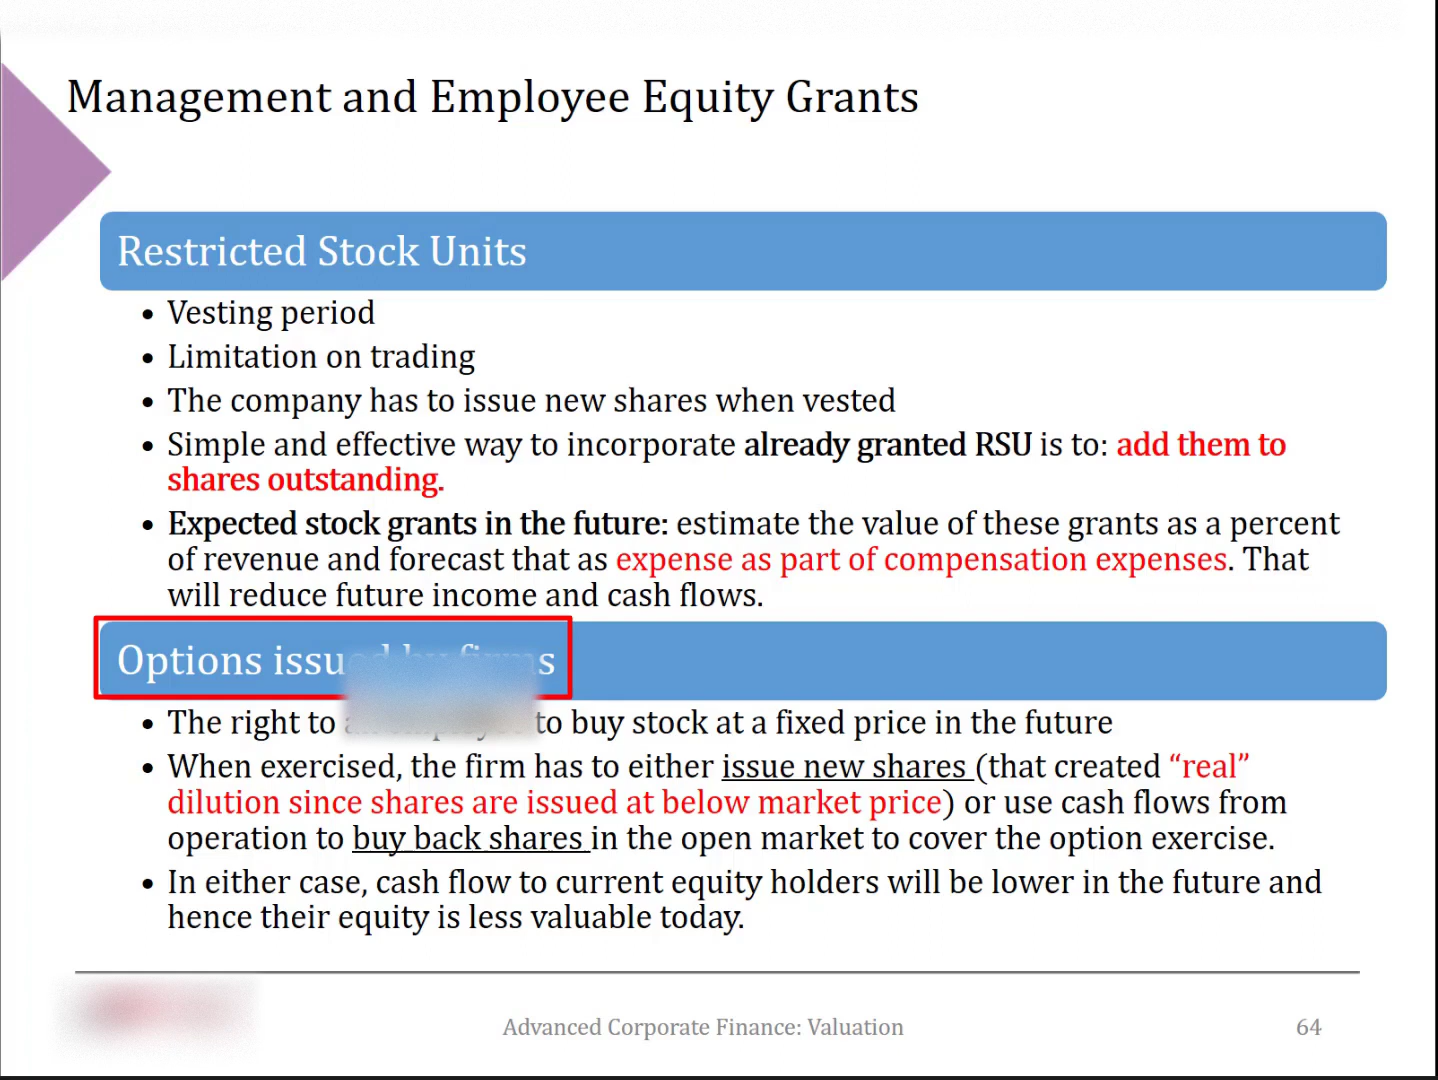 Management and Employee Equity Grants
Restricted Stock Units
• Vesting period
• Limitation on trading
• The company has to issue new shares when vested
• Simple and effective way to incorporate already granted RSU is to: add them to
shares outstanding.
• Expected stock grants in the future: estimate the value of these grants as a percent
of revenue and forecast that as expense as part of compensation expenses. That
will reduce future income and cash flows.
Options issued by firms
• The right to to buy stock at a fixed price in the future
• When exercised, the firm has to either issue new shares (that created “real”
dilution since shares are issued at below market price) or use cash flows from
operation to buy back shares in the open market to cover the option exercise.
• In either case, cash flow to current equity holders will be lower in the future and
hence their equity is less valuable today.
Advanced Corporate Finance: Valuation
64